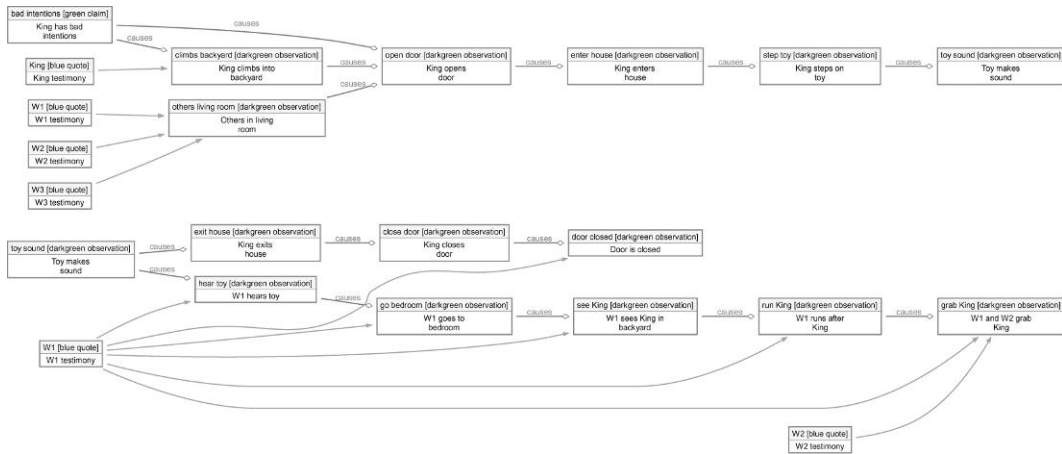 bad intentions [green claim]
King has bad
intentions
causes
causes
King [blue quote]
King testimony
climbs backyard [darkgreen observation]
King climbs into
backyard
causes
open door [darkgreen observation]
King opens
door
causes
enter house [darkgreen observation]
King enters
house
causes
step toy [darkgreen observation]
King steps on
toy
causes
toy sound [darkgreen observation]
Toy makes
sound
W1 [blue quote]
W1 testimony
others living room [darkgreen observation]
Others in living
room
causes
W2 [blue quote]
W2 testimony
W3 [blue quote]
W3 testimony
toy sound [darkgreen observation]
Toy makes
sound
causes
causes
exit house [darkgreen observation]
King exits
house
causes
close door [darkgreen observation]
King closes
door
causes
door closed [darkgreen observation]
Door is closed
hear toy [darkgreen observation]
W1 hears toy
causes
go bedroom [darkgreen observation]
W1 goes to
bedroom
causes
see King [darkgreen observation]
W1 sees King in
backyard
causes
run King [darkgreen observation]
W1 runs after
King
causes
grab King [darkgreen observation]
W1 and W2 grab
King
W1 [blue quote]
W1 testimony
W2 [blue quote]
W2 testimony